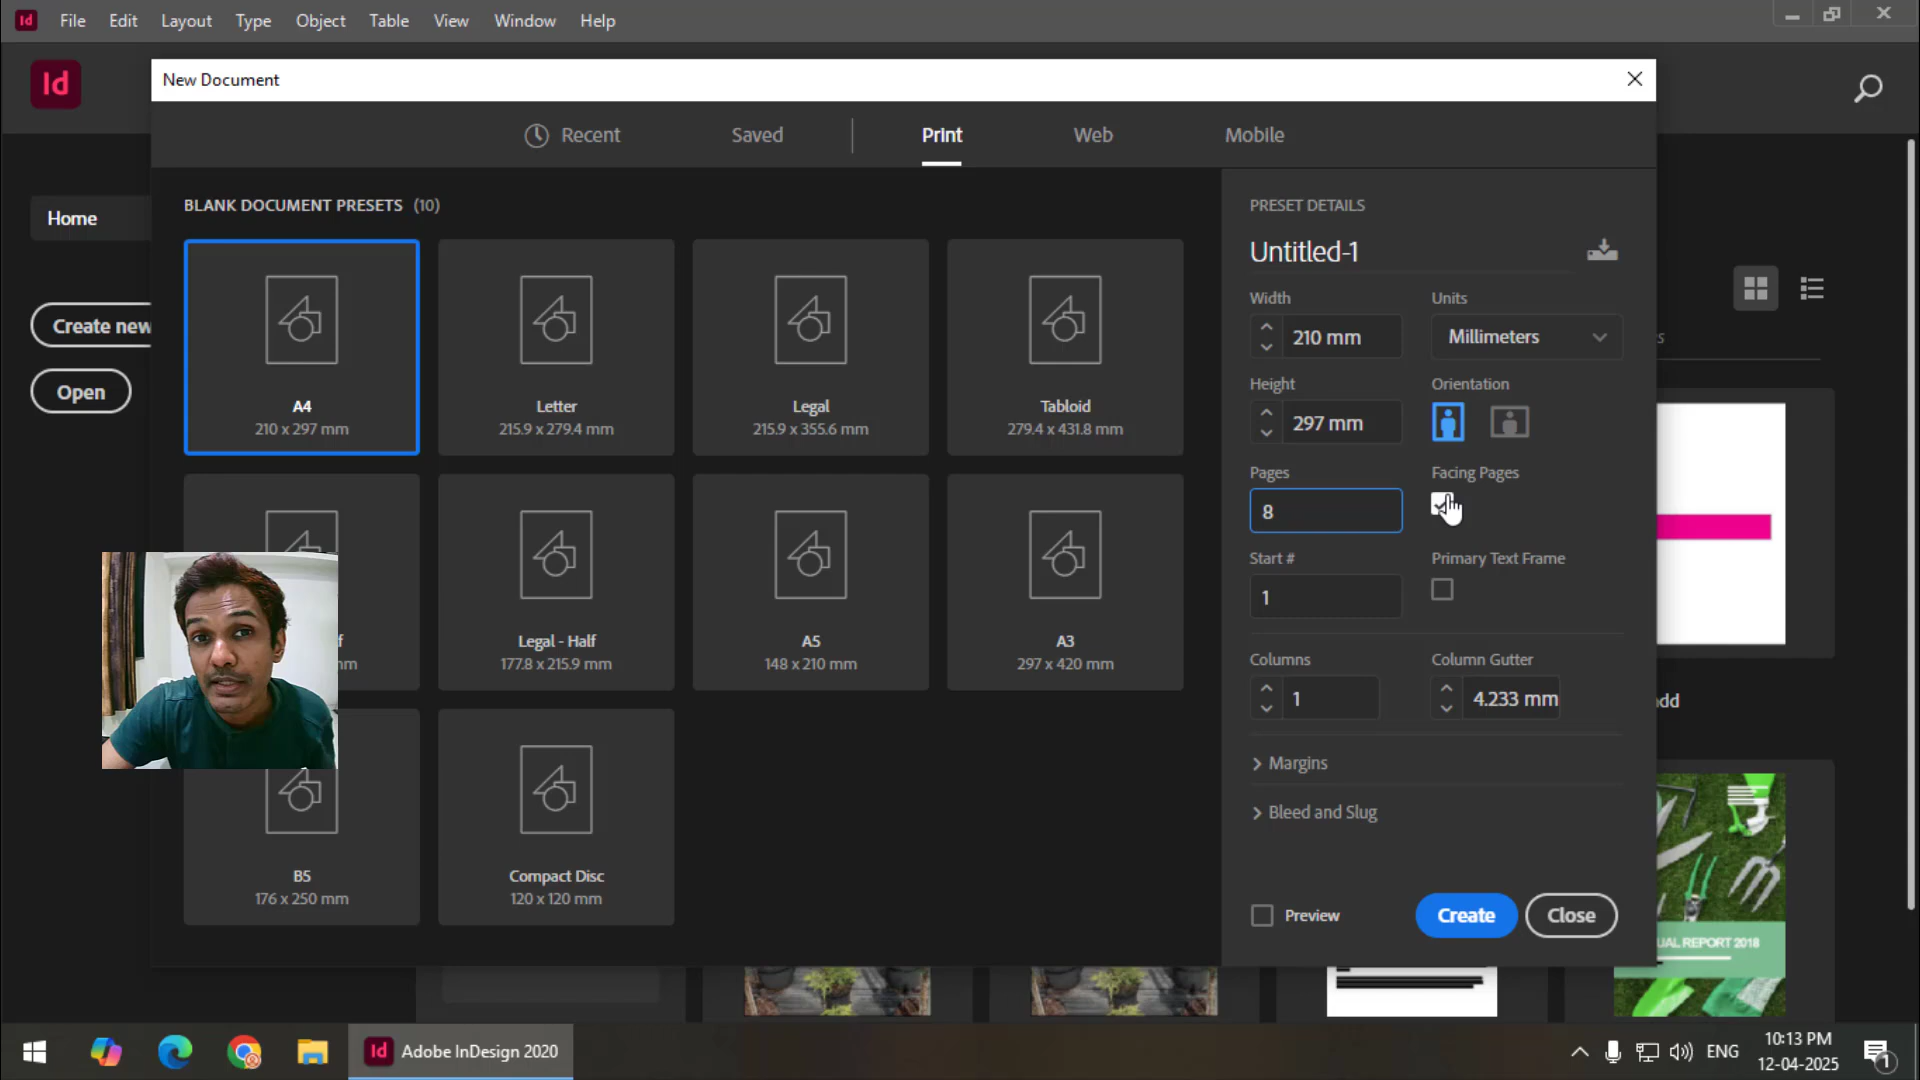 Id File Edit Layout Type Object Table View Window Help
Id
New Document
Recent Saved Print Web Mobile
Home
Create new
Open
BLANK DOCUMENT PRESETS (10)
A4
210 x 297 mm
Letter
215.9 x 279.4 mm
Legal
215.9 x 355.6 mm
Tabloid
279.4 x 431.8 mm
Legal - Half
177.8 x 215.9 mm
A5
148 x 210 mm
A3
297 x 420 mm
B5
176 x 250 mm
Compact Disc
120 x 120 mm
PRESET DETAILS
Untitled-1
Width Units
210 mm Millimeters
Height Orientation
297 mm
Pages Facing Pages
8
Start # Primary Text Frame
1
Columns Column Gutter
1 4.233 mm
Margins
Bleed and Slug
Preview Create Close
UAL REPORT 2018
Id Adobe InDesign 2020
ENG
10:13 PM
12-04-2025
1